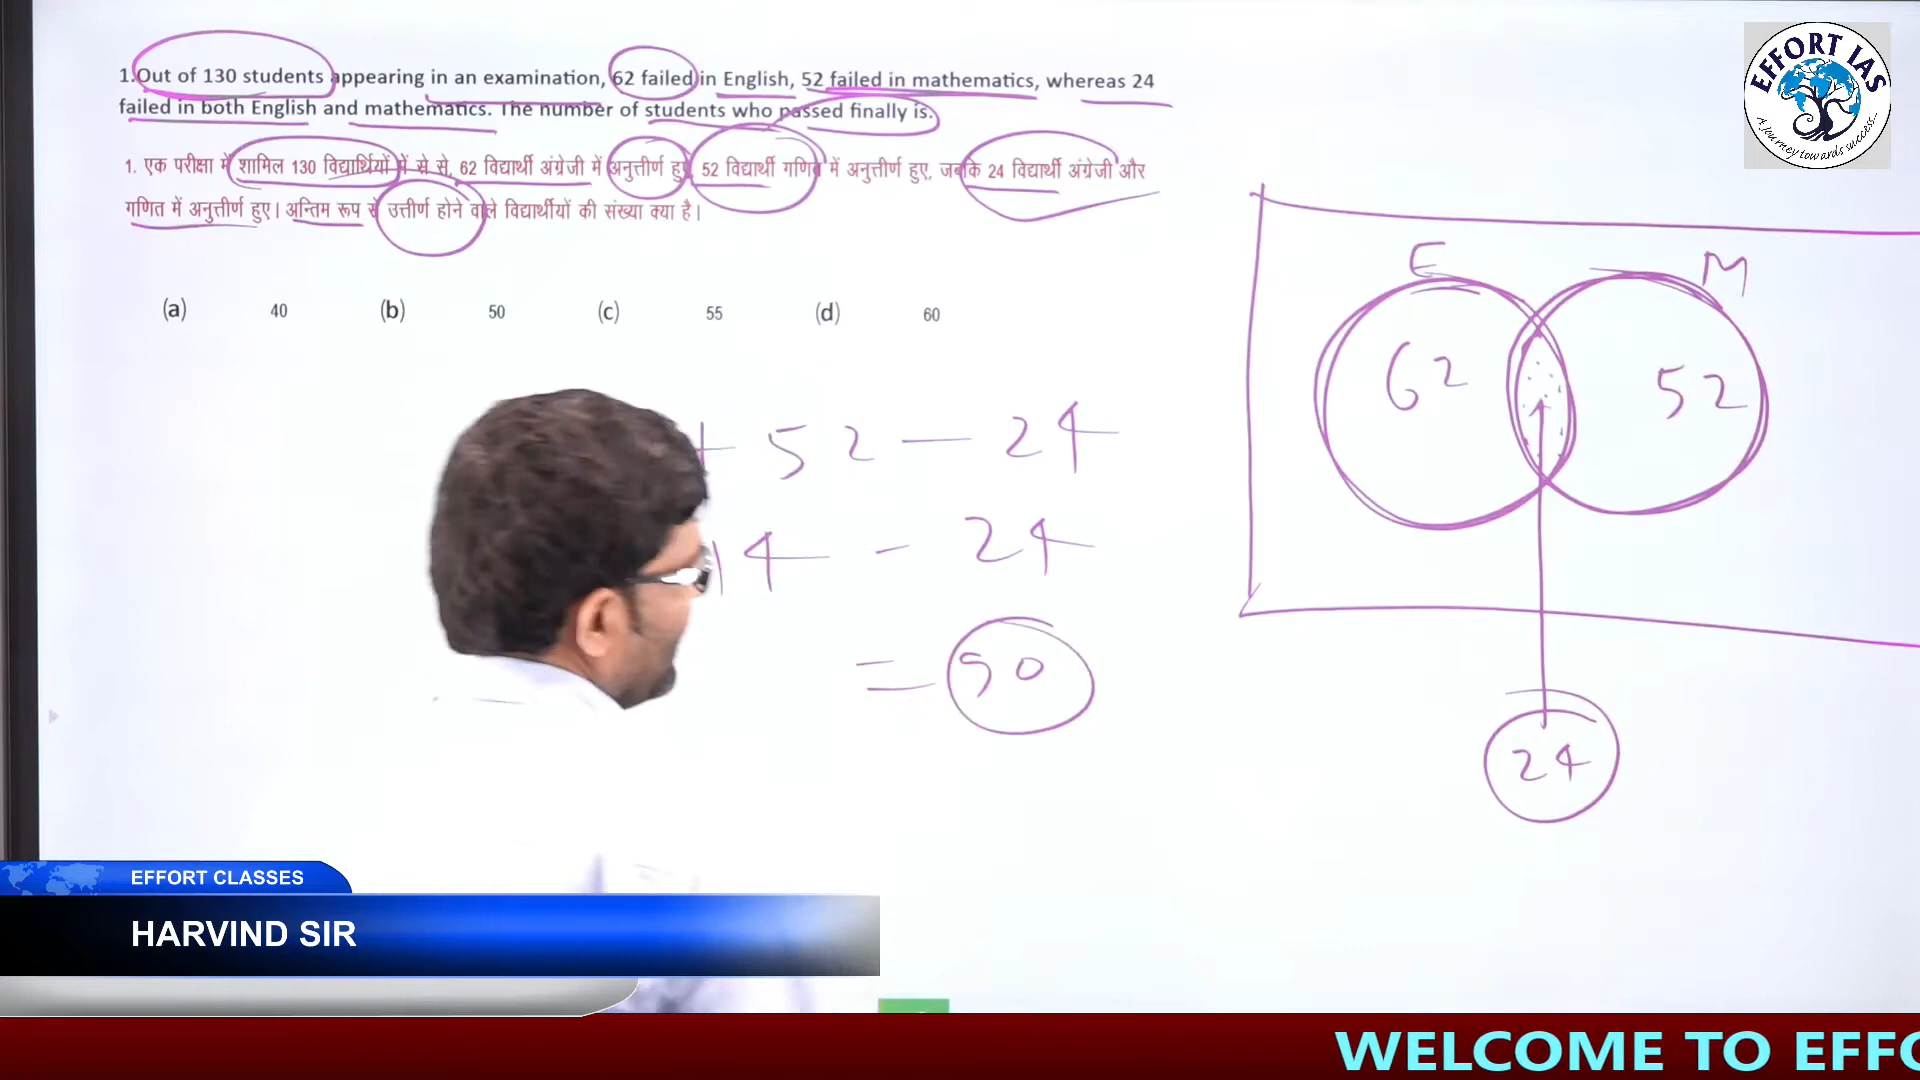 1.Out of 130 students appearing in an examination, 62 failed in English, 52 failed in mathematics, whereas 24
failed in both English and mathematics. The number of students who passed finally is.
1. एक परीक्षा में शामिल 130 विद्यार्थियों में से से, 62 विद्यार्थी अंग्रेजी में अनुत्तीर्ण हुए, 52 विद्यार्थी गणित में अनुत्तीर्ण हुए, जबकि 24 विद्यार्थी अंग्रेजी और
गणित में अनुत्तीर्ण हुए। अन्तिम रूप से उत्तीर्ण होने वाले विद्यार्थीयों की संख्या क्या है।
(a) 40 (b) 50 (c) 55 (d) 60
+ 52 — 24
14 - 24
= 90
E
M
62
52
24
EFFORT IAS
A journey towards success...
EFFORT CLASSES
HARVIND SIR
WELCOME TO